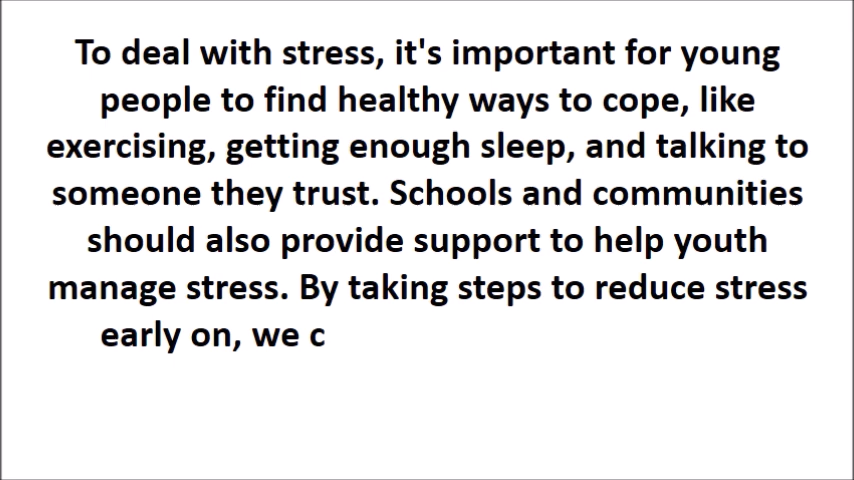 To deal with stress, it's important for young
people to find healthy ways to cope, like
exercising, getting enough sleep, and talking to
someone they trust. Schools and communities
should also provide support to help youth
manage stress. By taking steps to reduce stress
early on, we c